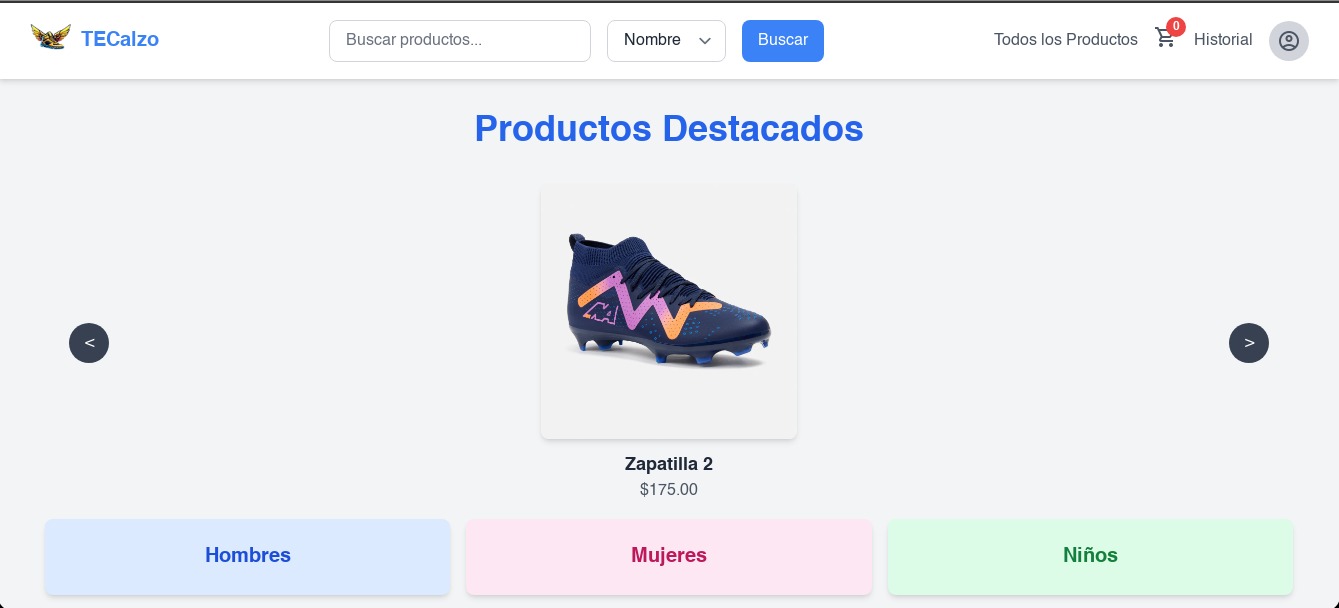 TECalzo
Buscar productos...
Nombre
Buscar
Todos los Productos
0
Historial
Productos Destacados
<
>
Zapatilla 2
$175.00
Hombres
Mujeres
Niños